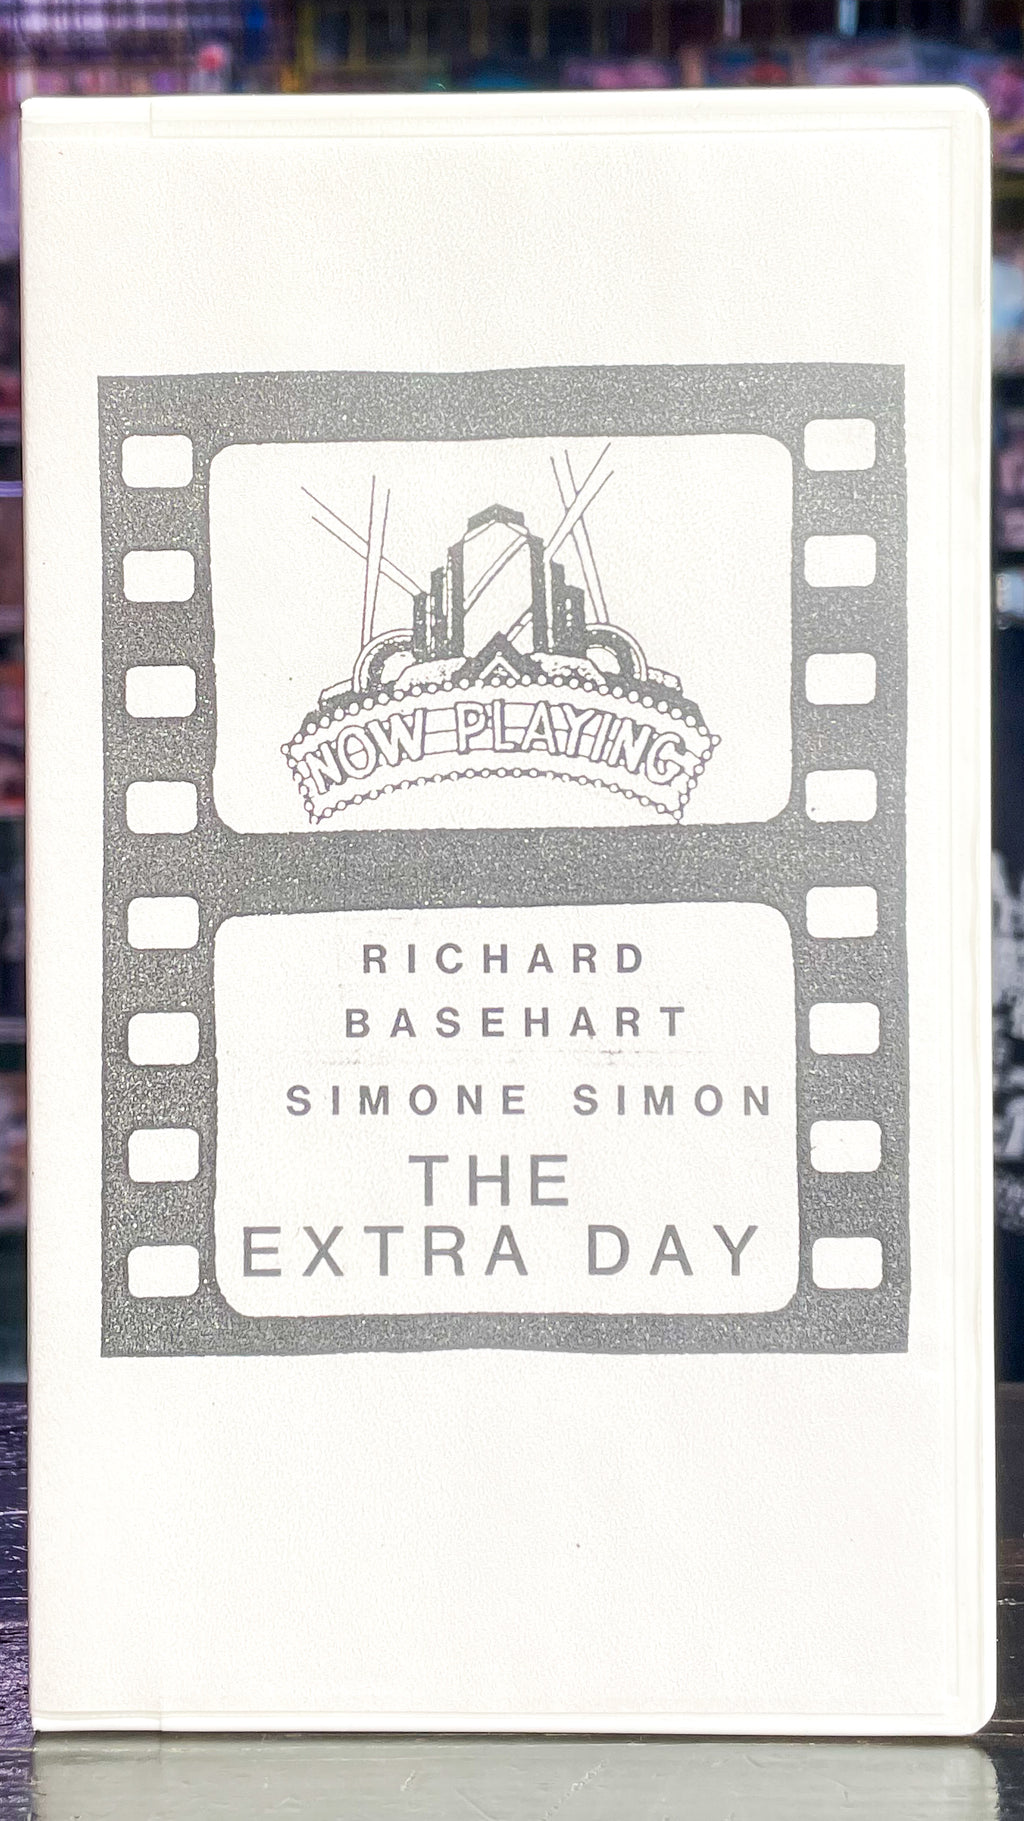 NOW PLAYING
RICHARD
BASEHART
SIMONE SIMON
THE
EXTRA DAY